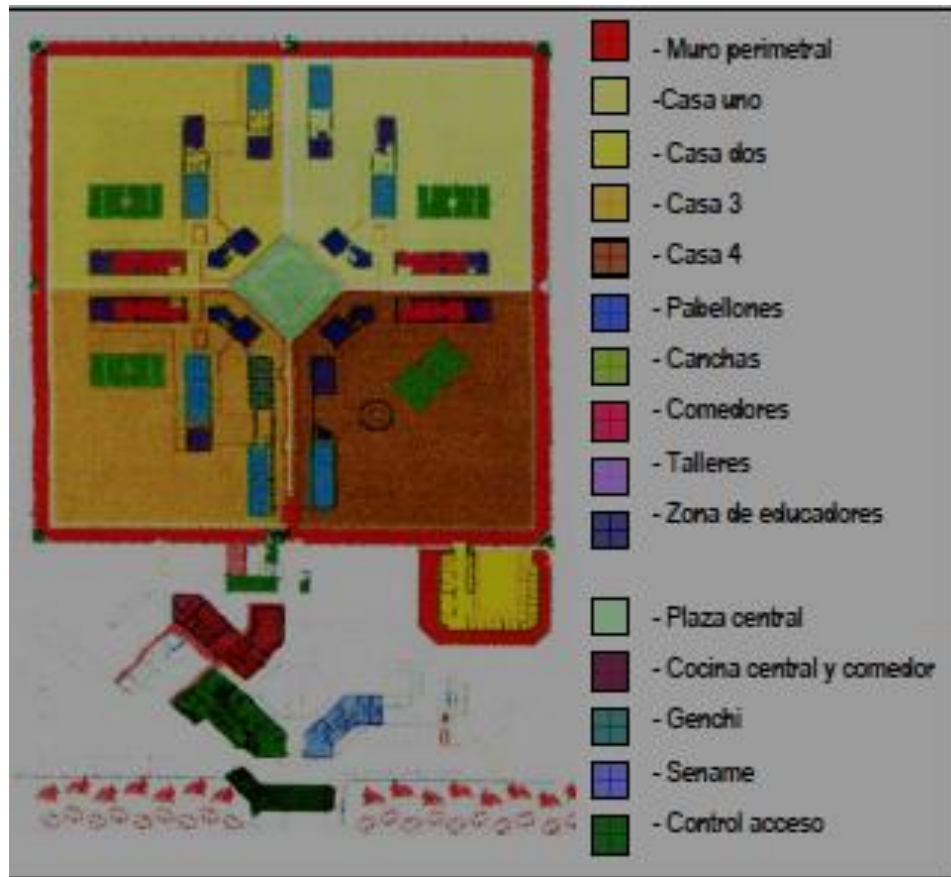 - Muro perimetral
-Casa uno
- Casa dos
- Casa 3
- Casa 4
- Pabellones
- Canchas
- Comedores
- Talleres
- Zona de educadores
- Plaza central
- Cocina central y comedor
- Genchi
- Sename
- Control acceso